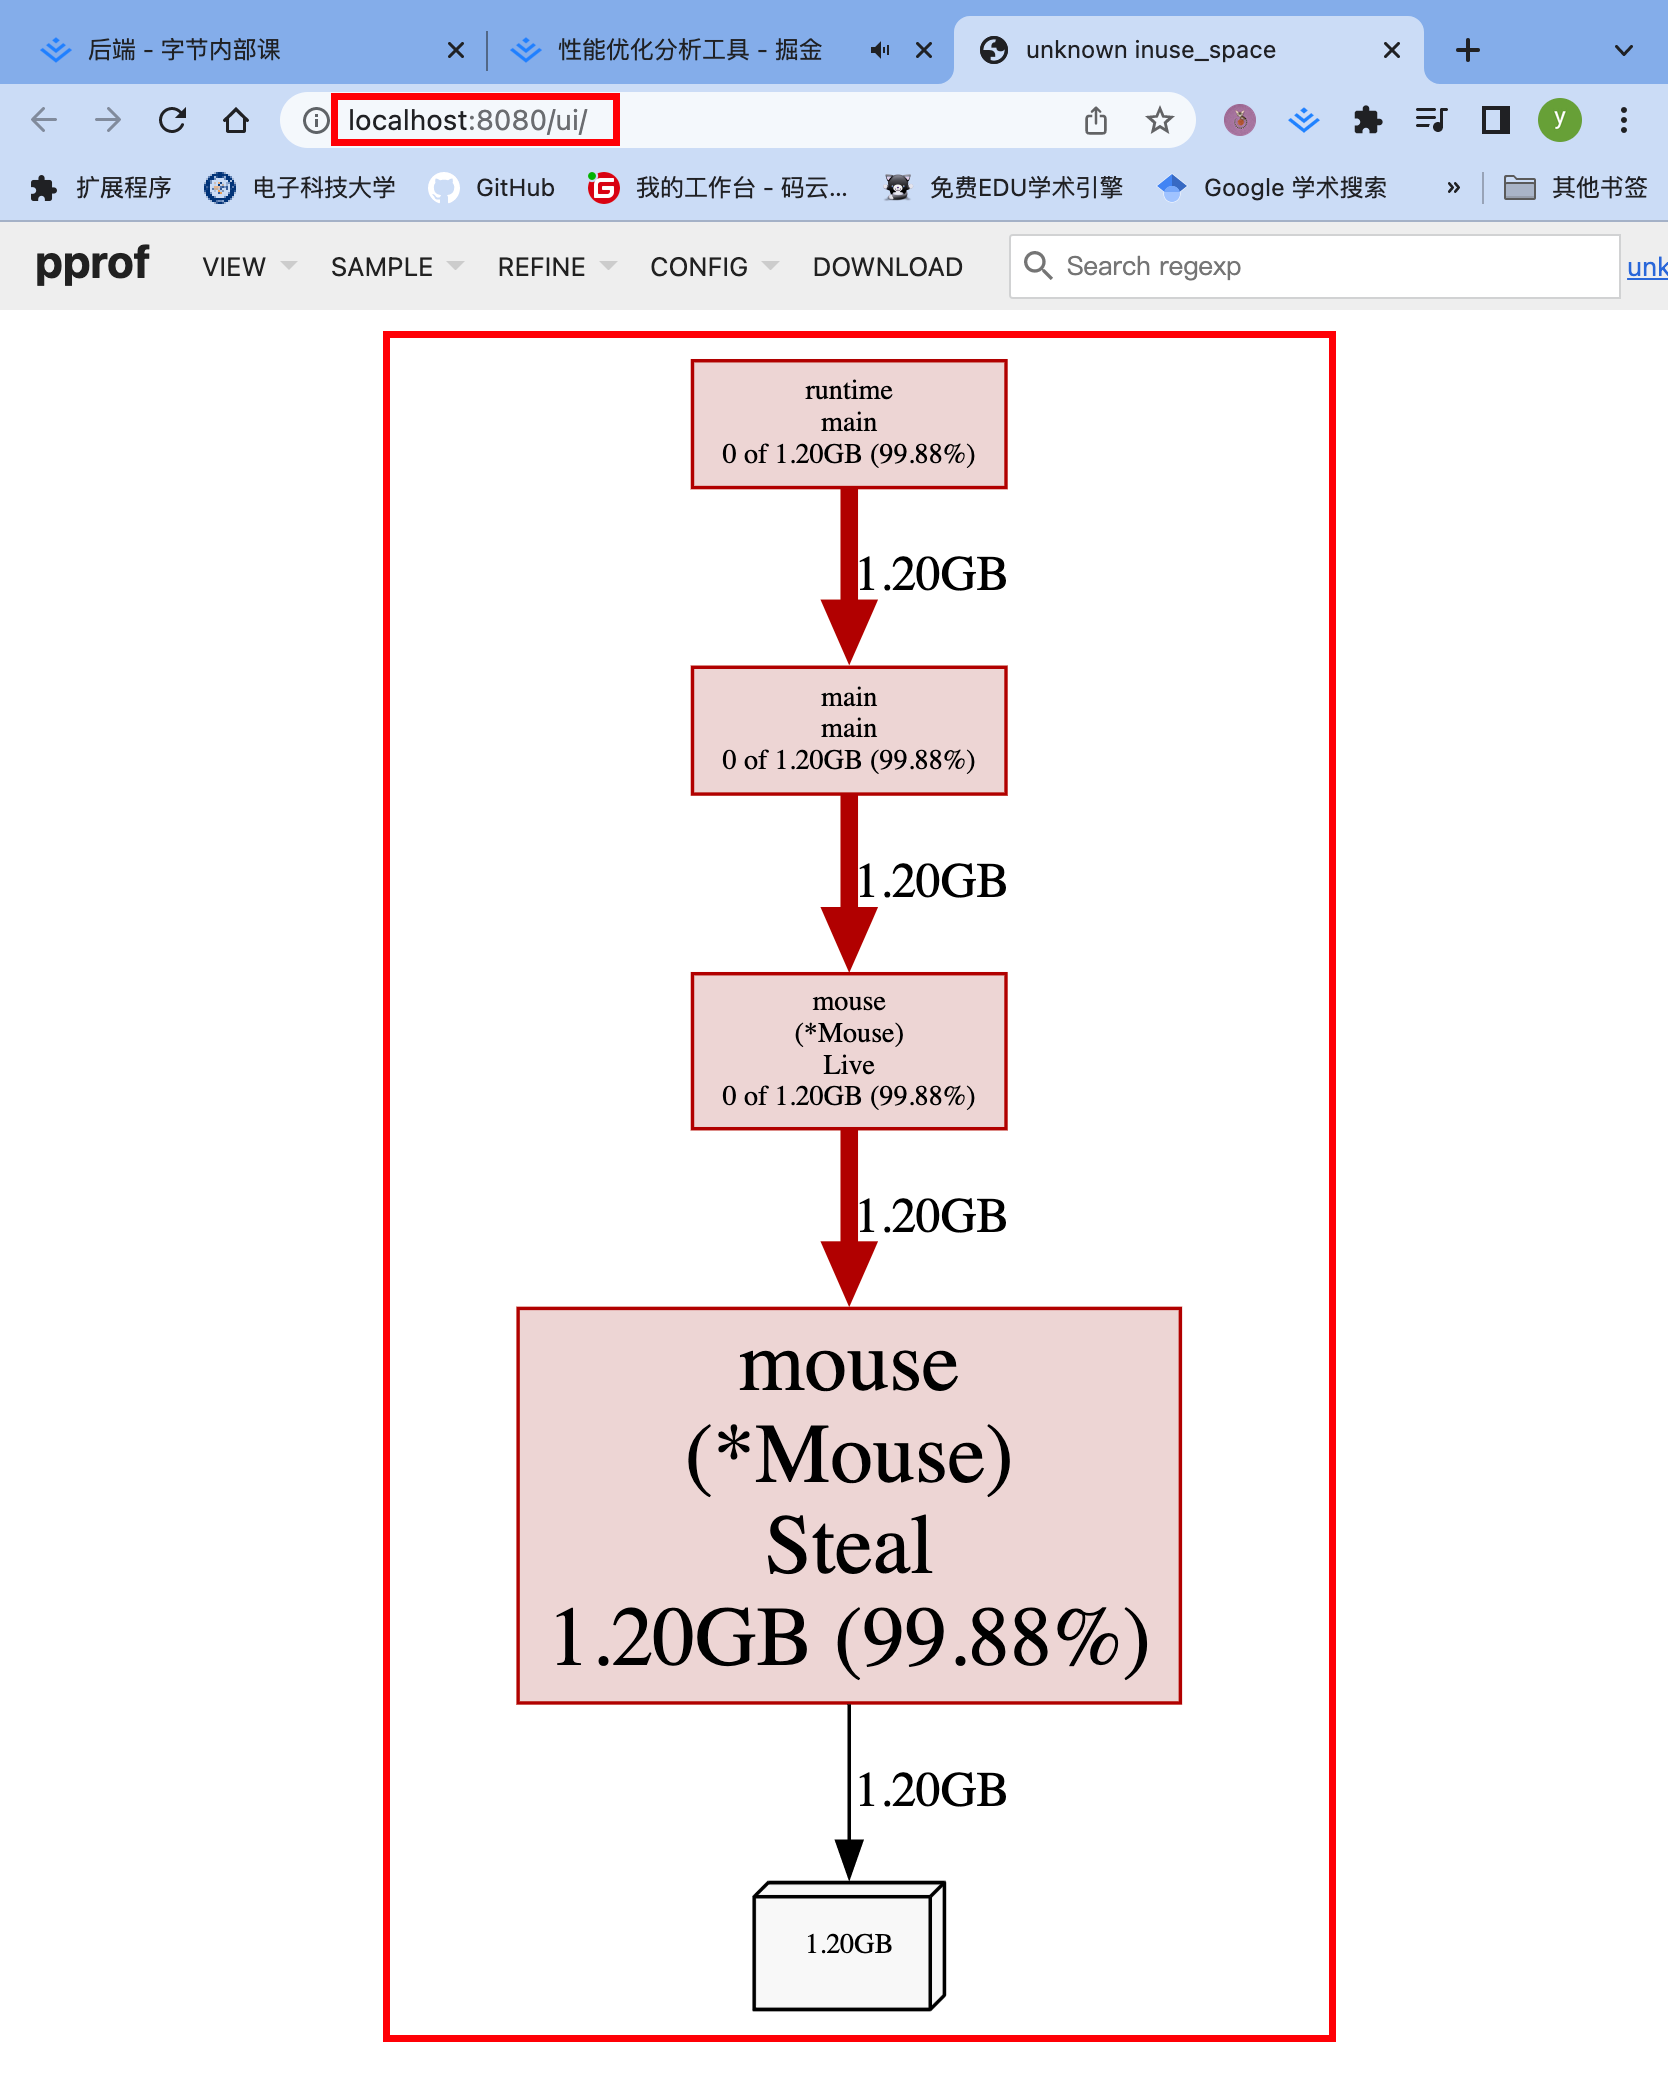 后端 - 字节内部课
性能优化分析工具 - 掘金
unknown inuse_space
localhost:8080/ui/
y
扩展程序
电子科技大学
GitHub
G
我的工作台 - 码云...
免费EDU学术引擎
Google 学术搜索
»
其他书签
pprof
VIEW
SAMPLE
REFINE
CONFIG
DOWNLOAD
Search regexp
unk
runtime
main
0 of 1.20GB (99.88%)
1.20GB
main
main
0 of 1.20GB (99.88%)
1.20GB
mouse
(*Mouse)
Live
0 of 1.20GB (99.88%)
1.20GB
mouse
(*Mouse)
Steal
1.20GB (99.88%)
1.20GB
1.20GB